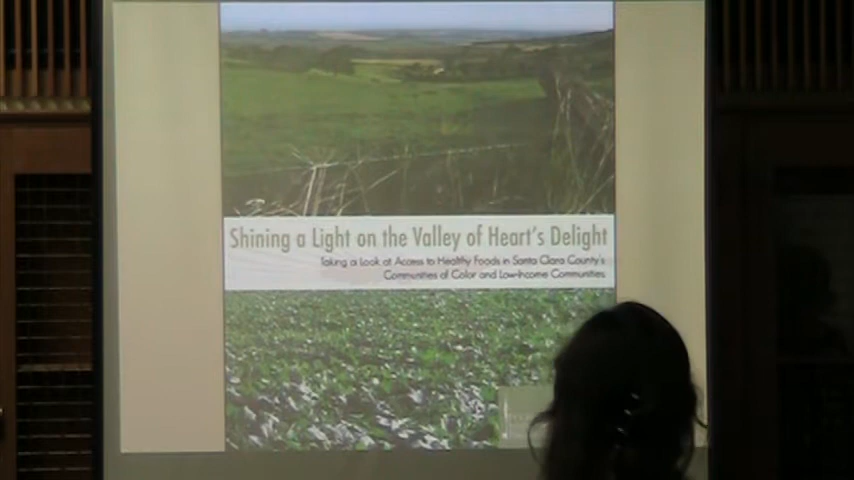 Shining a Light on the Valley of Heart's Delight
Taking a Look at Access to Healthy Foods in Santa Clara County's
Communities of Color and Low-Income Communities